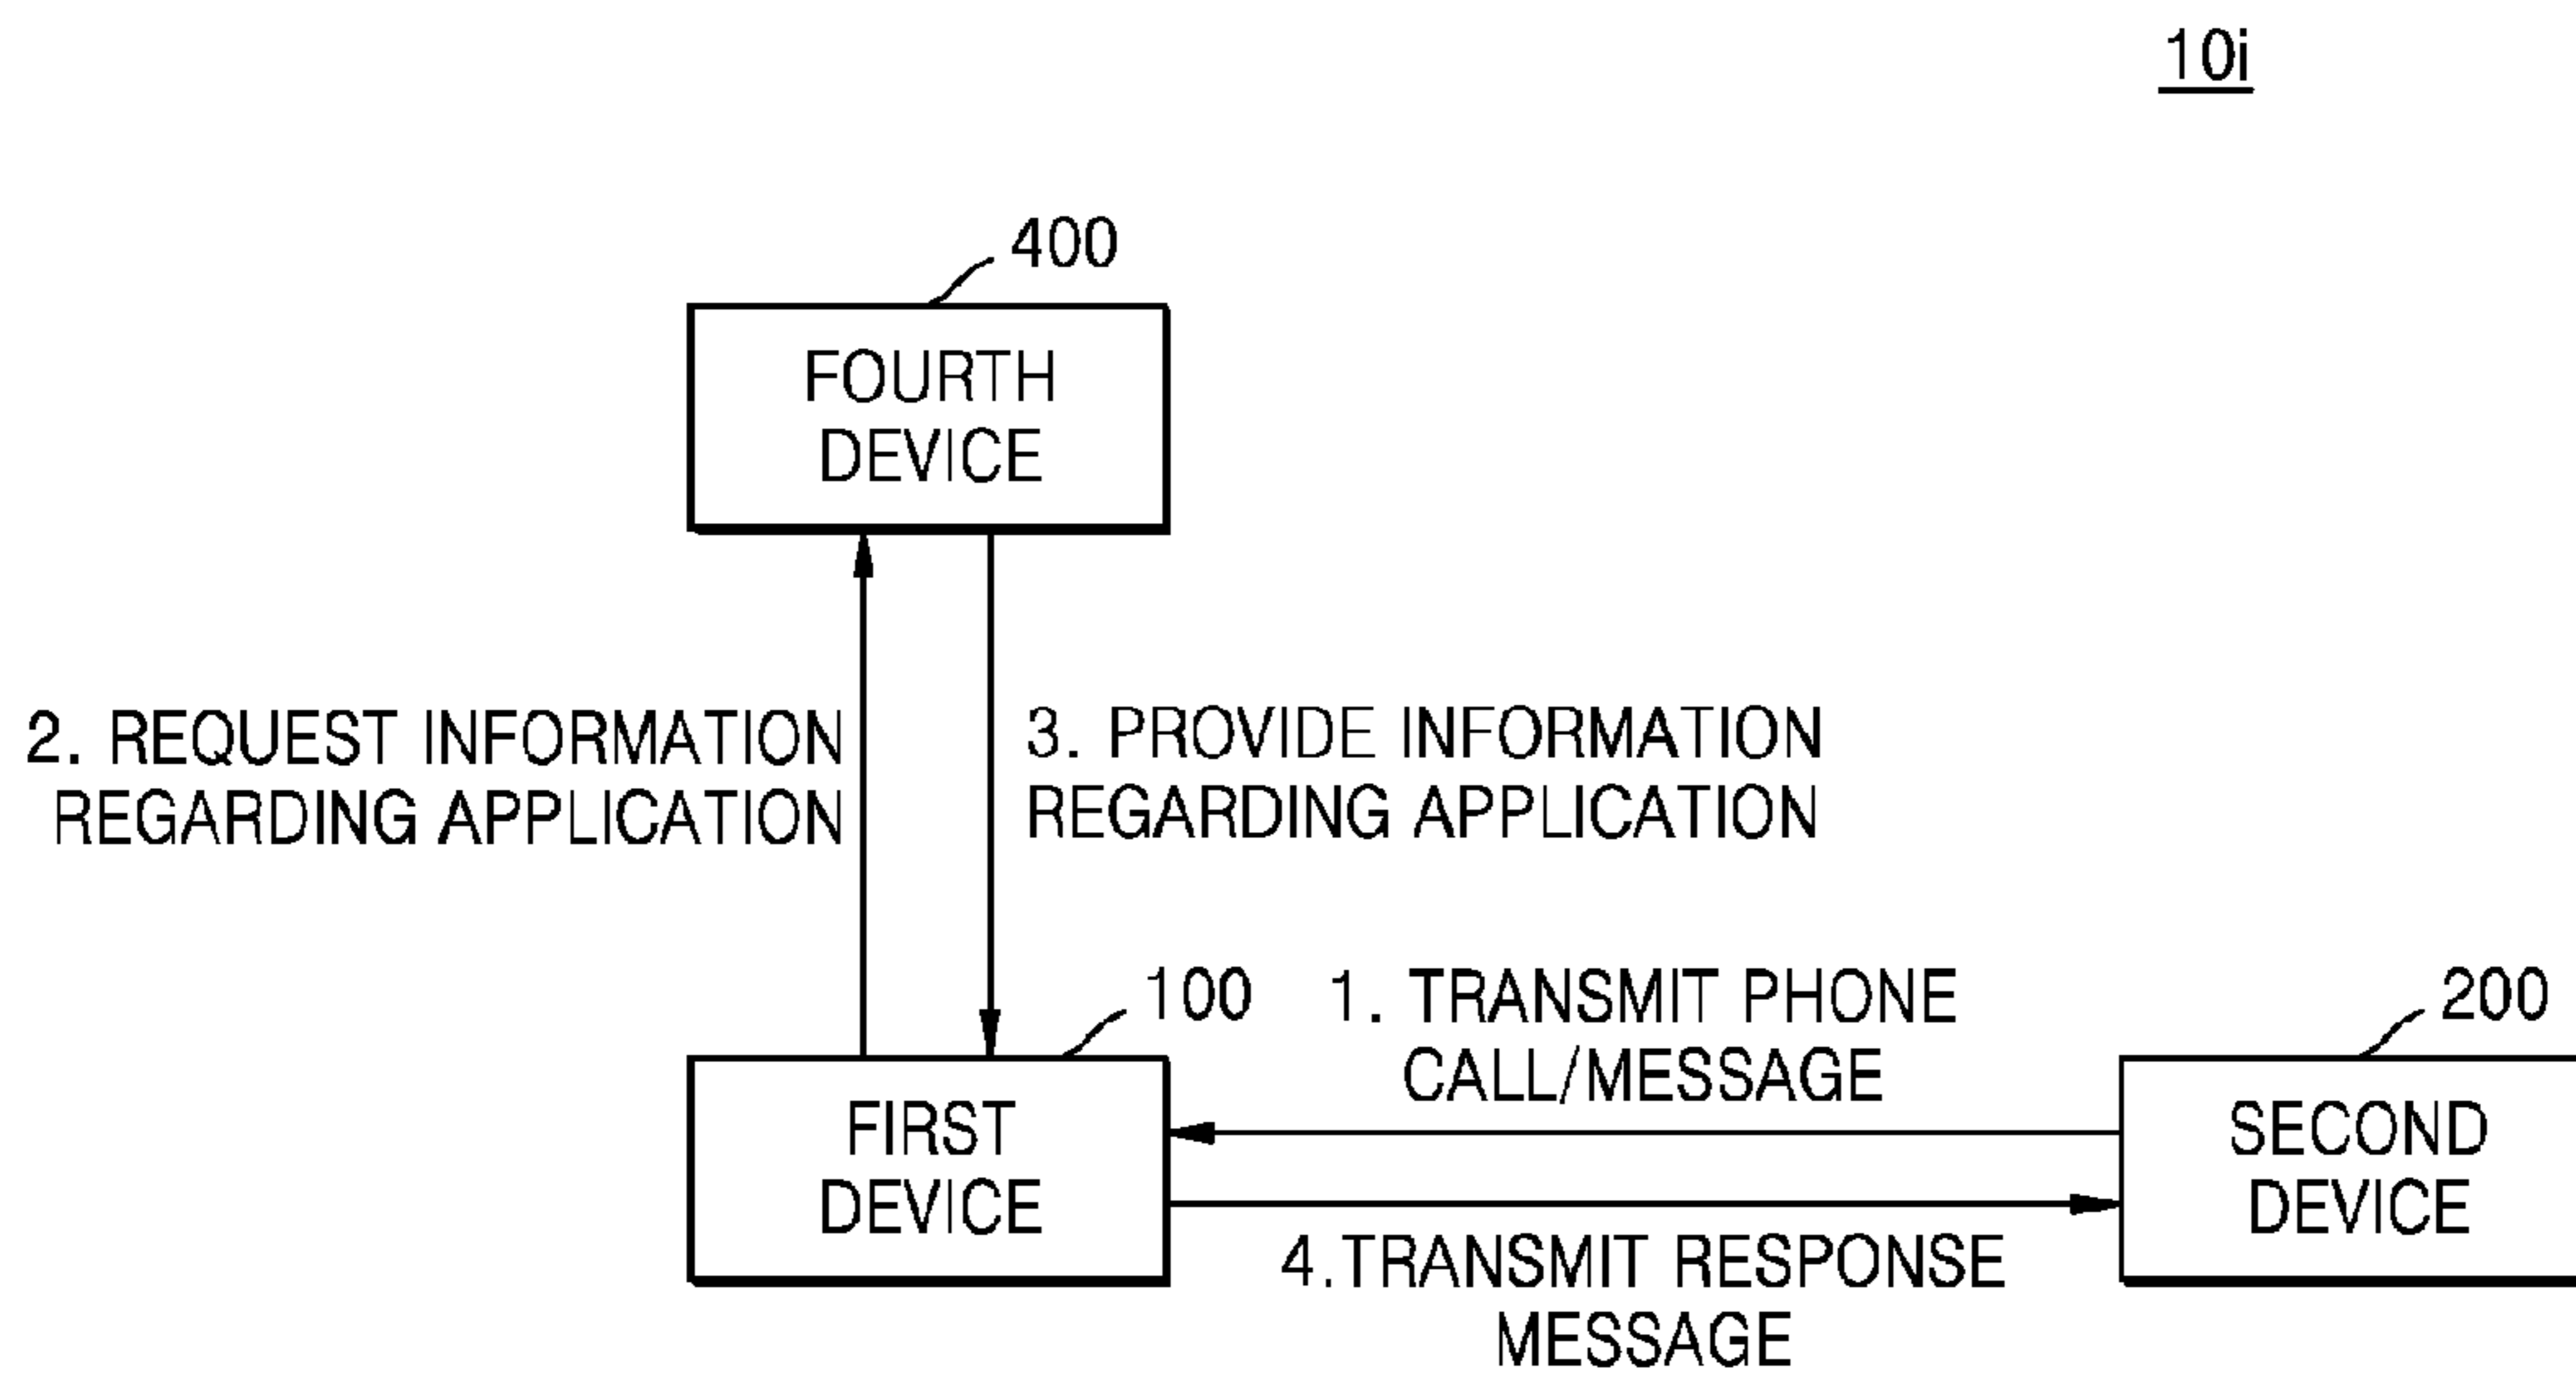 10i
400
FOURTH
DEVICE
2. REQUEST INFORMATION
REGARDING APPLICATION
3. PROVIDE INFORMATION
REGARDING APPLICATION
100
1. TRANSMIT PHONE
CALL/MESSAGE
200
FIRST
DEVICE
SECOND
DEVICE
4.TRANSMIT RESPONSE
MESSAGE